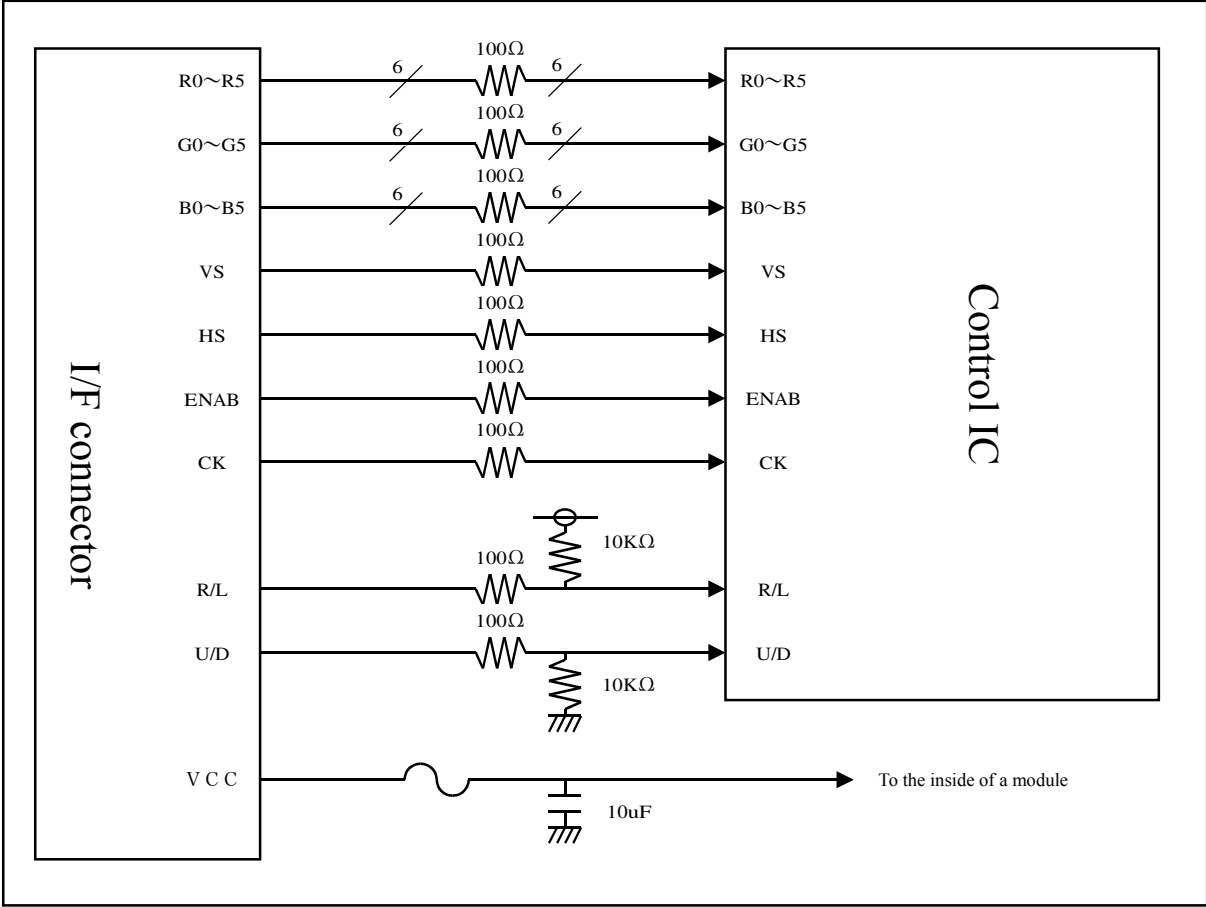 100Ω
R0～R5 6 6 R0～R5
100Ω
G0～G5 6 6 G0～G5
100Ω
B0～B5 6 6 B0～B5
100Ω
VS VS
100Ω
HS HS
100Ω
ENAB ENAB
100Ω
CK CK
I/F connector
Control IC
10KΩ
100Ω
R/L R/L
100Ω
U/D U/D
10KΩ
V C C To the inside of a module
10uF